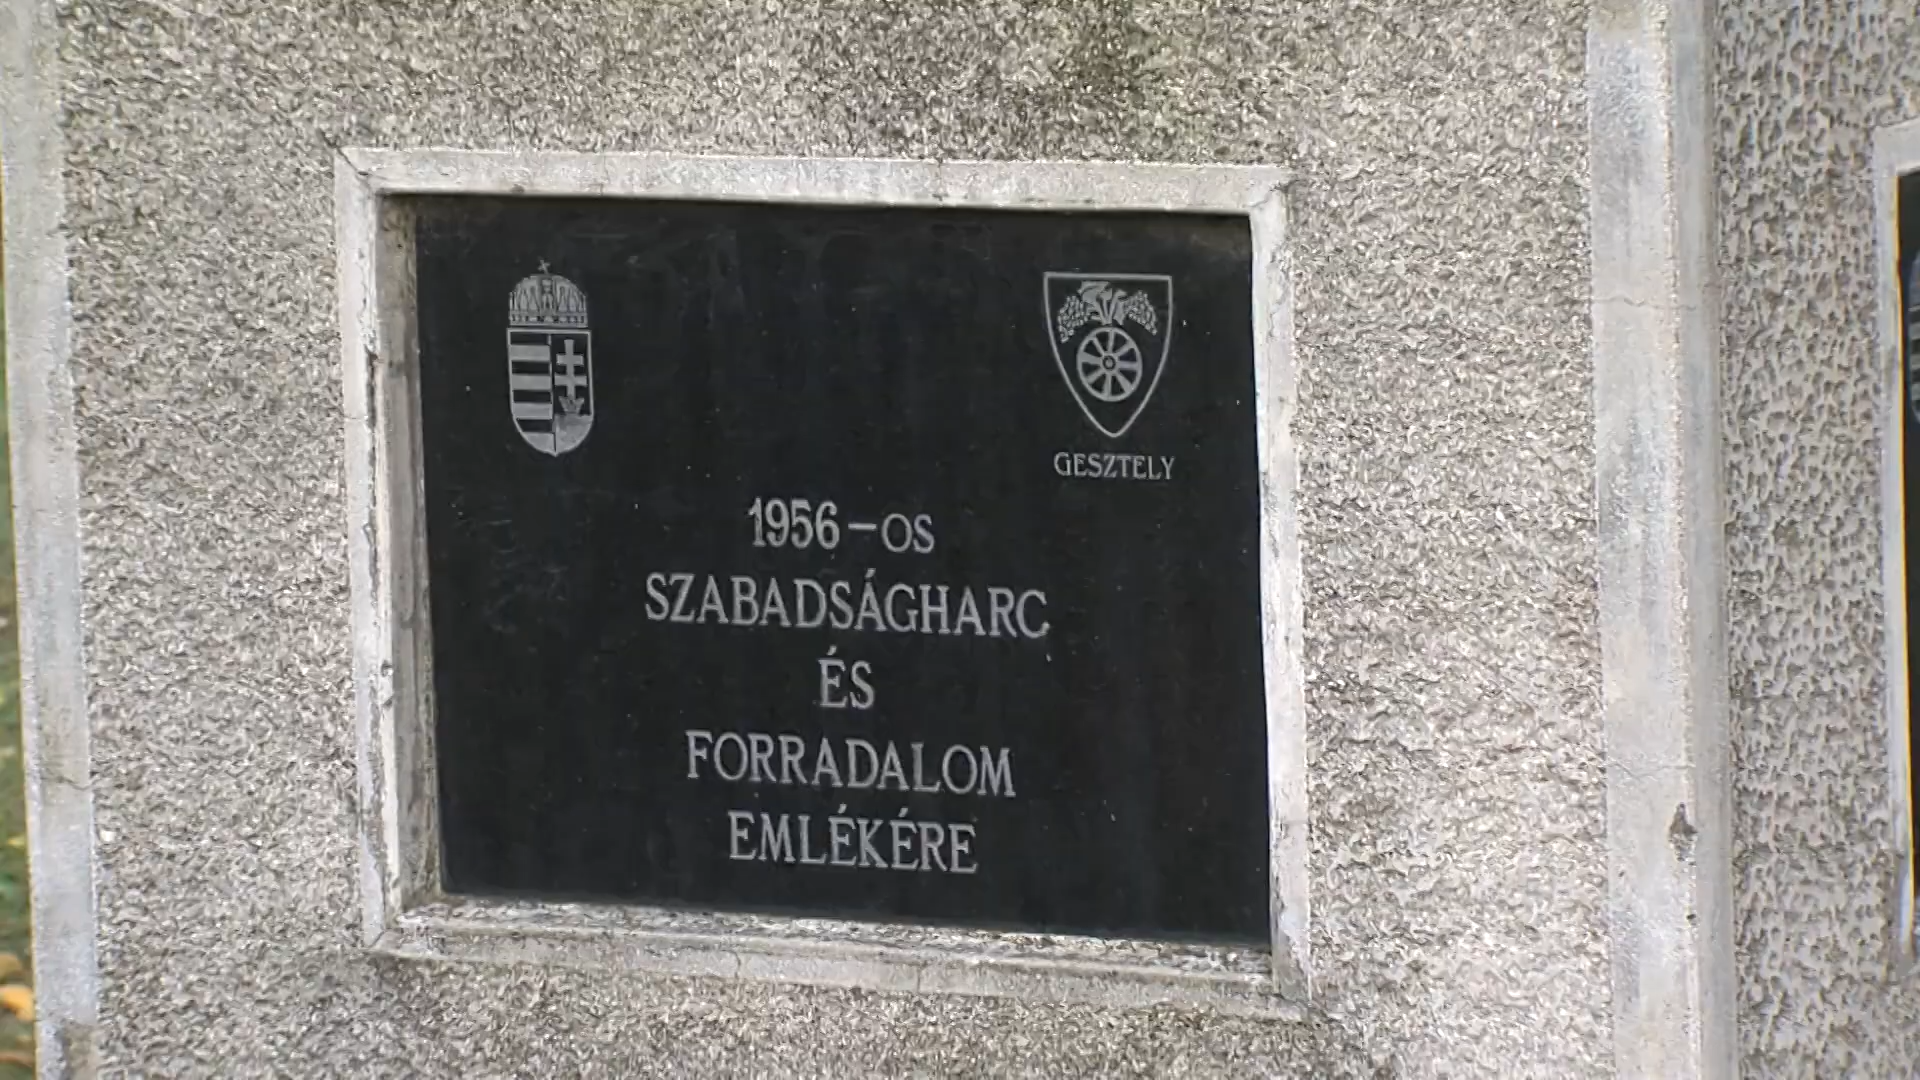 GESZTELY
1956-OS
SZABADSÁGHARC
ÉS
FORRADALOM
EMLÉKÉRE